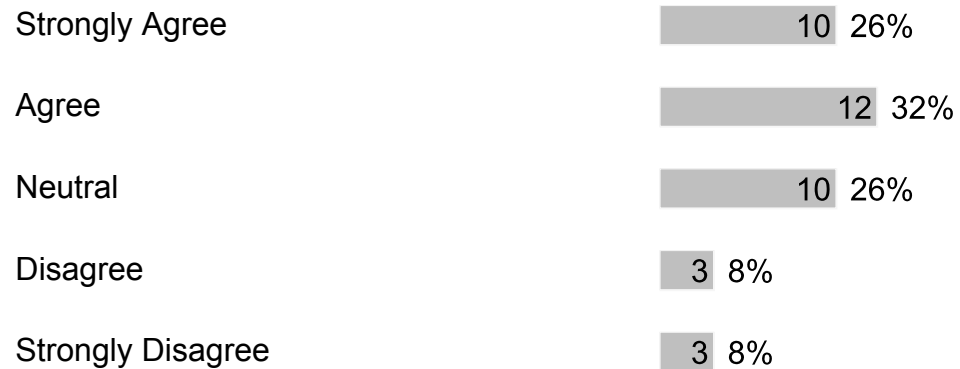 Strongly Agree 10 26%
Agree 12 32%
Neutral 10 26%
Disagree 3 8%
Strongly Disagree 3 8%